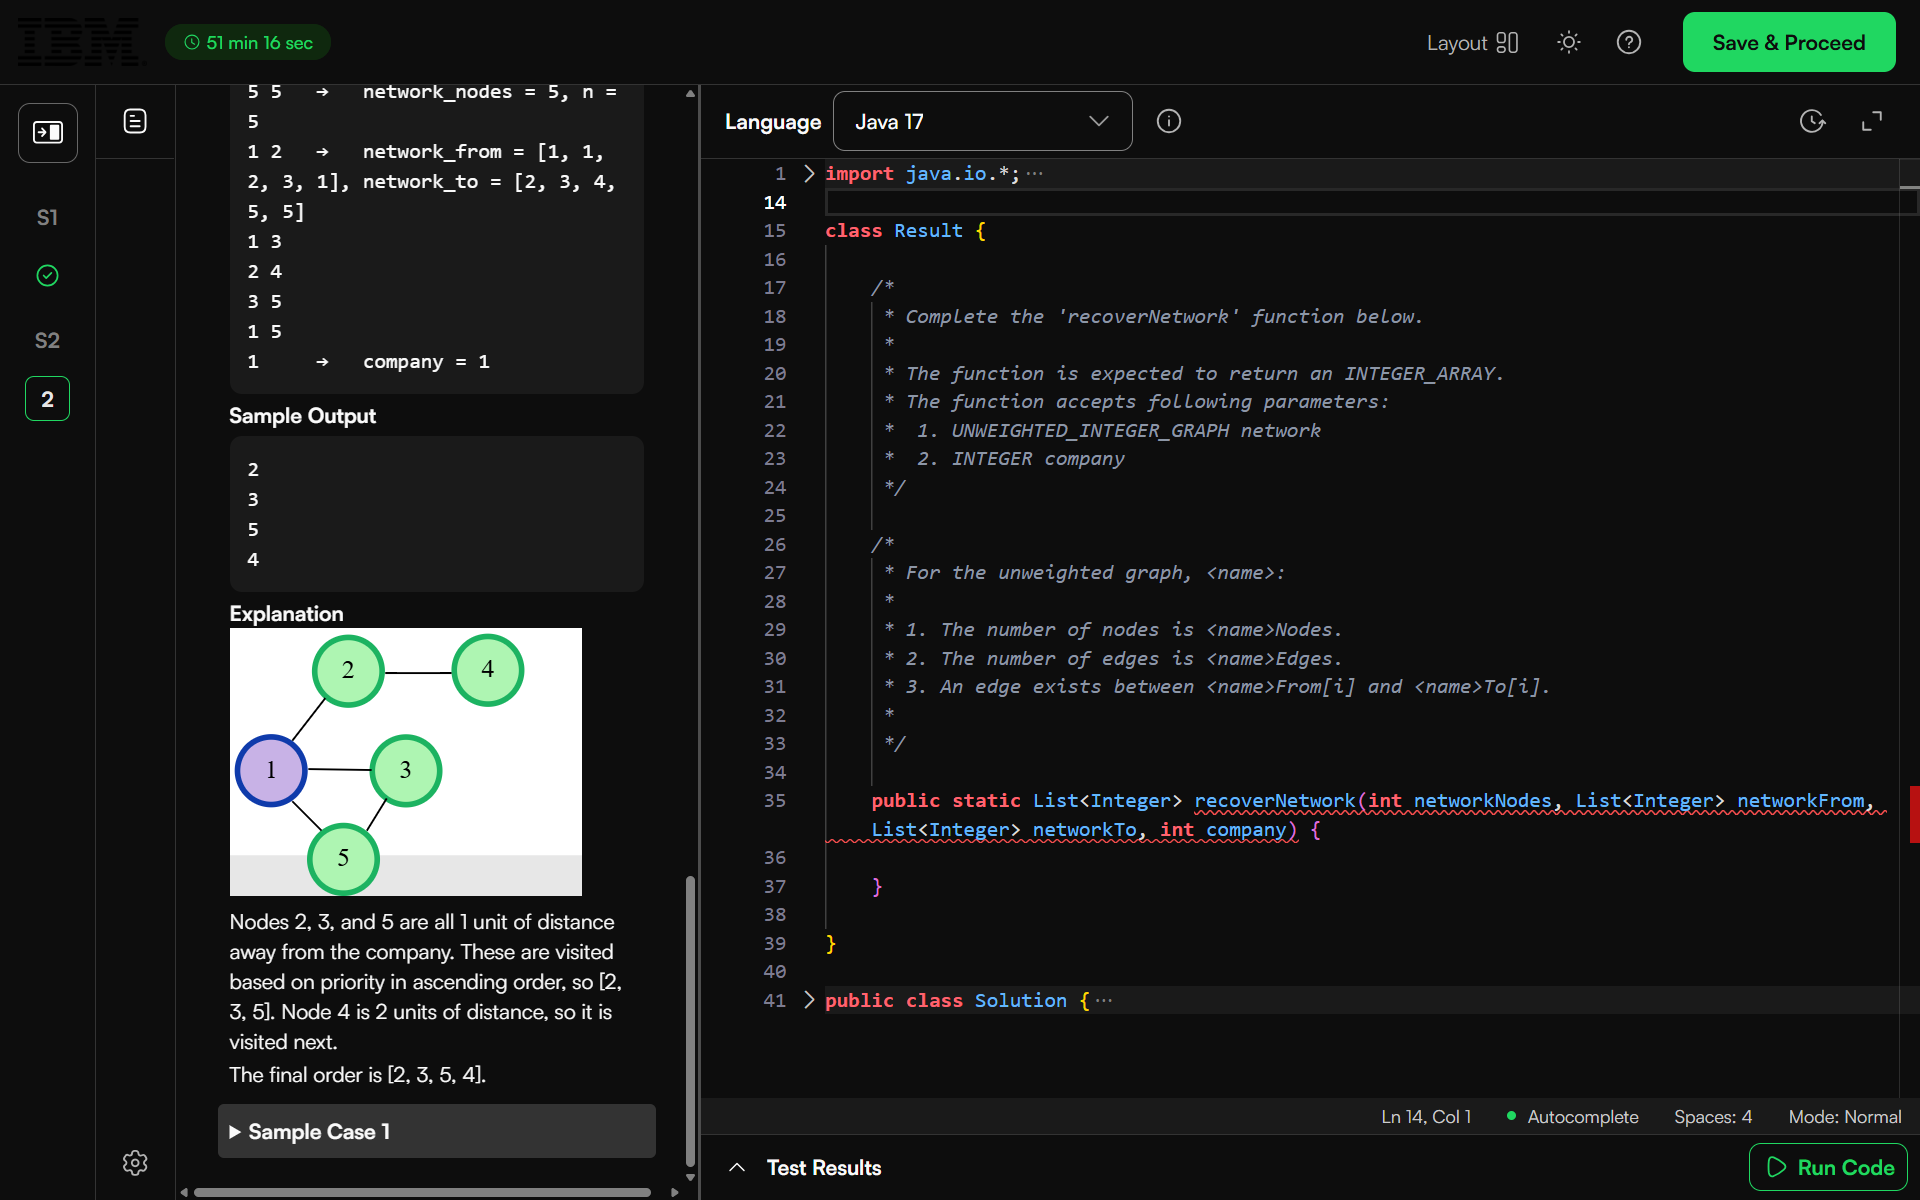 IBM
51 min 16 sec
Layout
Save & Proceed
S1
S2
2
5 5 → network_nodes = 5, n =
5
1 2 → network_from = [1, 1,
2, 3, 1], network_to = [2, 3, 4,
5, 5]
1 3
2 4
3 5
1 5
1 → company = 1
Sample Output
2
3
5
4
Explanation
2
4
1
3
5
Nodes 2, 3, and 5 are all 1 unit of distance
away from the company. These are visited
based on priority in ascending order, so [2,
3, 5]. Node 4 is 2 units of distance, so it is
visited next.
The final order is [2, 3, 5, 4].
Sample Case 1
Language
Java 17
1 import java.io.*;···
14
15 class Result {
16
17 /*
18 * Complete the 'recoverNetwork' function below.
19 *
20 * The function is expected to return an INTEGER_ARRAY.
21 * The function accepts following parameters:
22 * 1. UNWEIGHTED_INTEGER_GRAPH network
23 * 2. INTEGER company
24 */
25
26 /*
27 * For the unweighted graph, <name>:
28 *
29 * 1. The number of nodes is <name>Nodes.
30 * 2. The number of edges is <name>Edges.
31 * 3. An edge exists between <name>From[i] and <name>To[i].
32 *
33 */
34
35 public static List<Integer> recoverNetwork(int networkNodes, List<Integer> networkFrom,
List<Integer> networkTo, int company) {
36
37 }
38
39 }
40
41 public class Solution {···
Ln 14, Col 1
Autocomplete
Spaces: 4
Mode: Normal
Test Results
Run Code